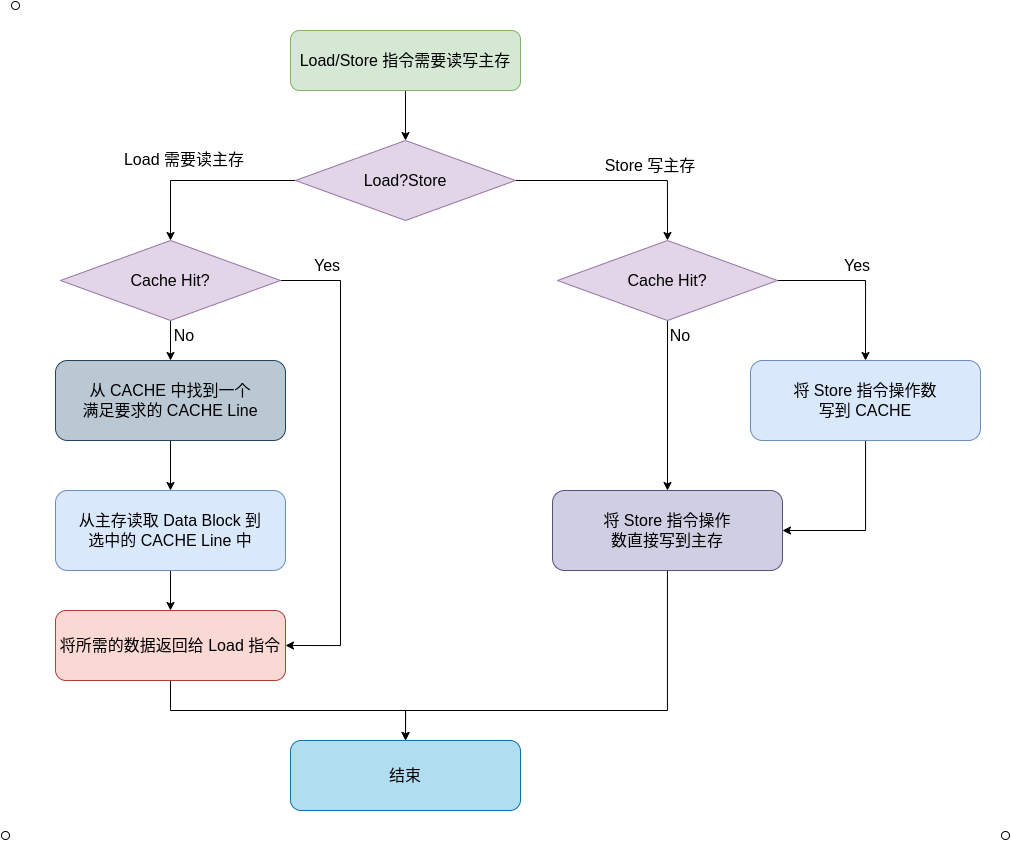 Load/Store 指令需要读写主存
Load 需要读主存
Load?Store
Store 写主存
Cache Hit?
Yes
Cache Hit?
Yes
No
No
从 CACHE 中找到一个
满足要求的 CACHE Line
将 Store 指令操作数
写到 CACHE
从主存读取 Data Block 到
选中的 CACHE Line 中
将 Store 指令操作
数直接写到主存
将所需的数据返回给 Load 指令
结束